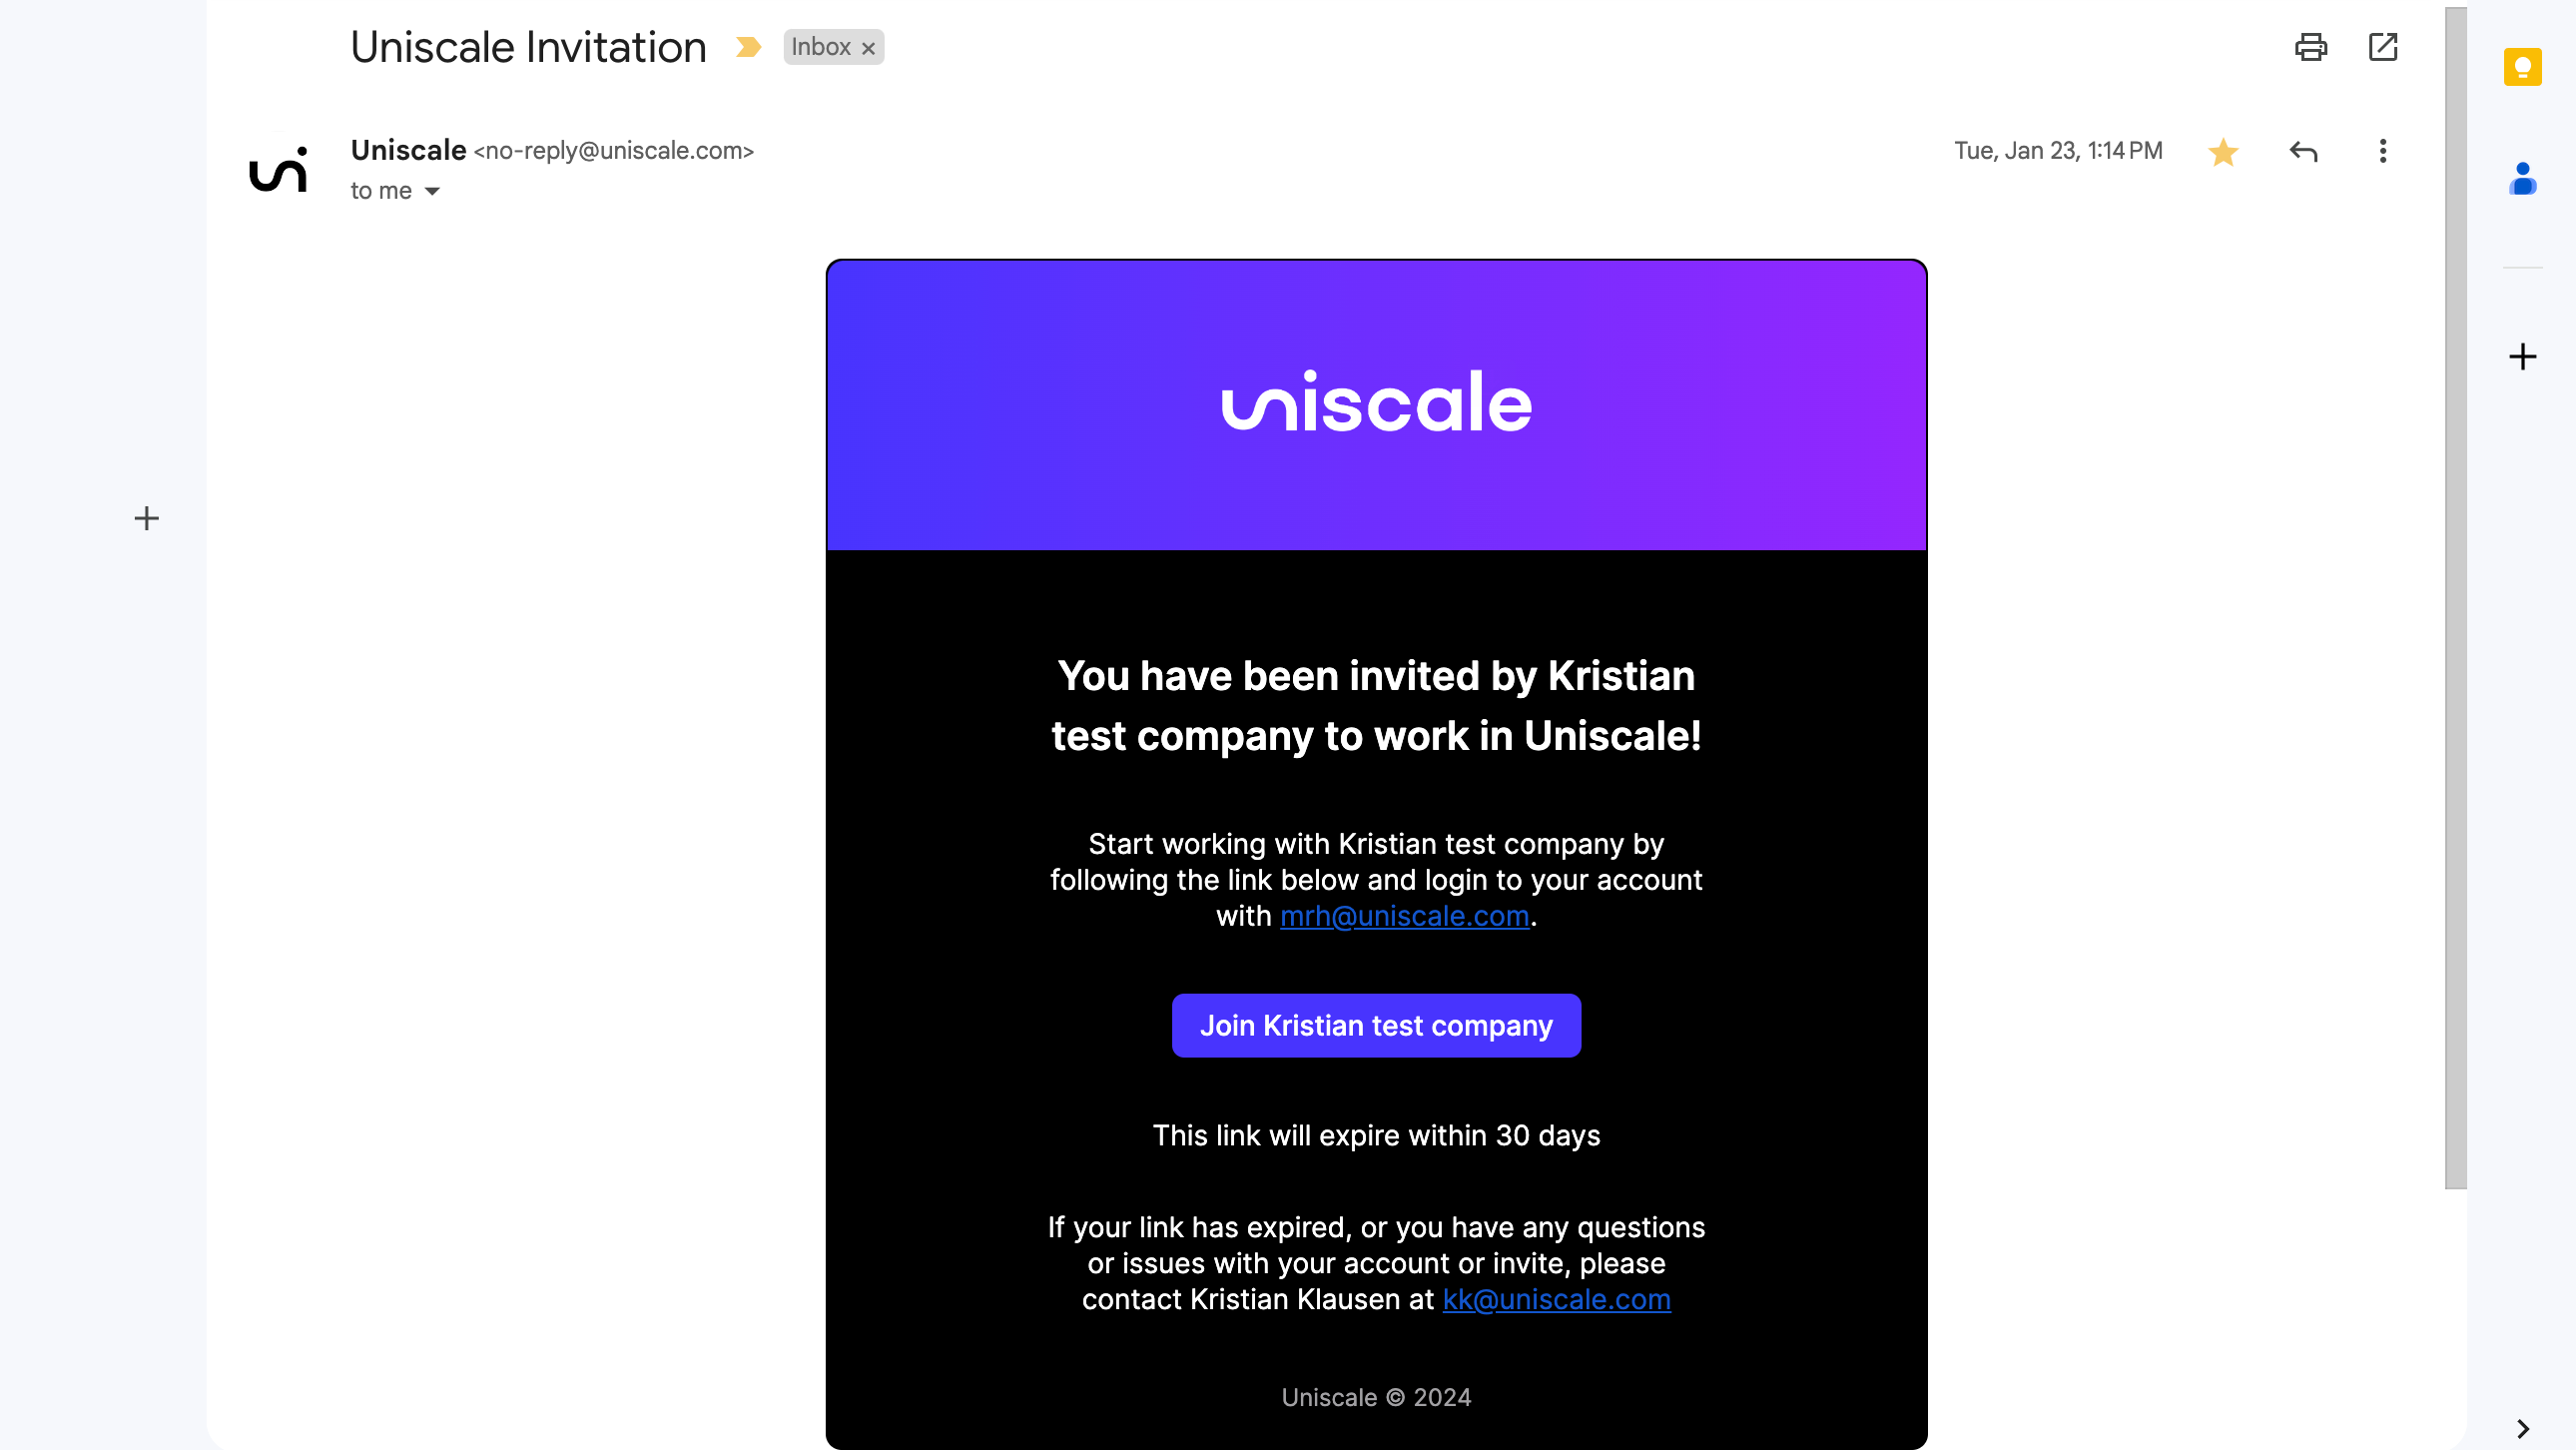 Uniscale Invitation
Inbox ×
Uniscale <no-reply@uniscale.com>
Tue, Jan 23, 1:14 PM
to me
uni
uniscale
You have been invited by Kristian
test company to work in Uniscale!
Start working with Kristian test company by
following the link below and login to your account
with mrh@uniscale.com.
Join Kristian test company
This link will expire within 30 days
If your link has expired, or you have any questions
or issues with your account or invite, please
contact Kristian Klausen at kk@uniscale.com
Uniscale © 2024